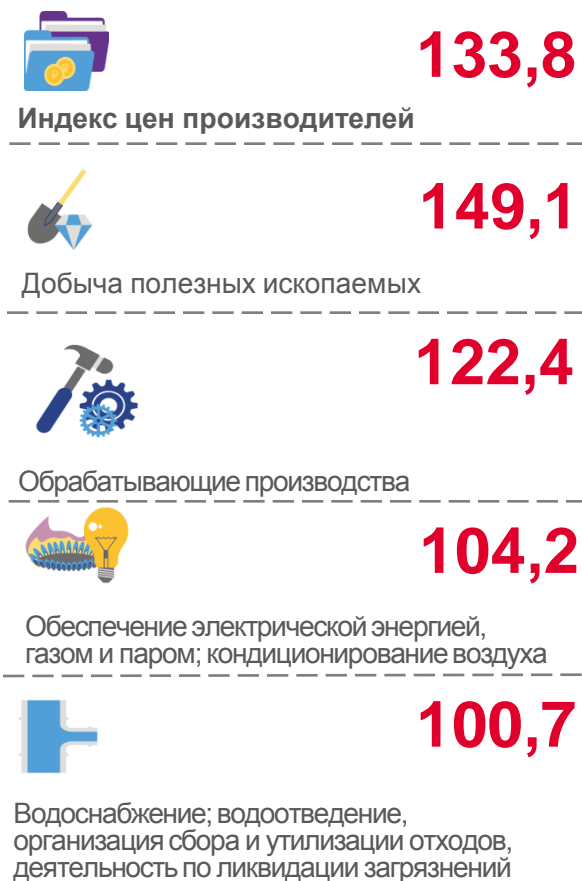 133,8
Индекс цен производителей
149,1
Добыча полезных ископаемых
122,4
Обрабатывающие производства
104,2
Обеспечение электрической энергией,
газом и паром; кондиционирование воздуха
100,7
Водоснабжение; водоотведение,
организация сбора и утилизации отходов,
деятельность по ликвидации загрязнений